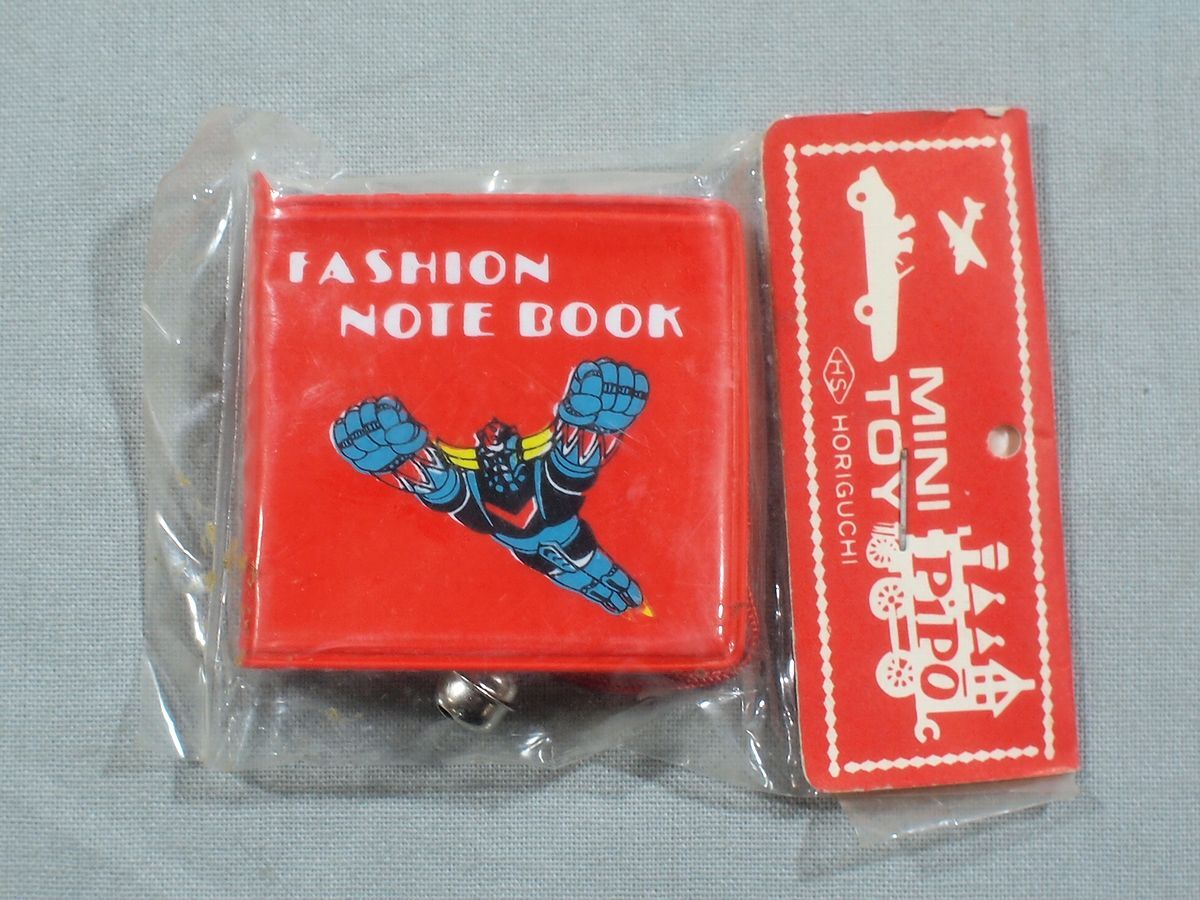 FASHION
NOTE BOOK
MINI
TOY
PIPO
C
HS HORIGUCHI